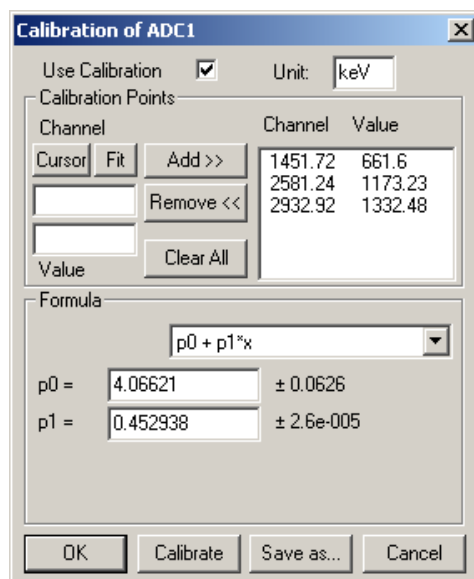 Calibration of ADC1
Use Calibration Unit: keV
Calibration Points
Channel Channel Value
Cursor Fit Add >> 1451.72 661.6
2581.24 1173.23
Remove << 2932.92 1332.48
Clear All
Value
Formula
p0 + p1*x
p0 = 4.06621 ± 0.0626
p1 = 0.452938 ± 2.6e-005
OK Calibrate Save as... Cancel